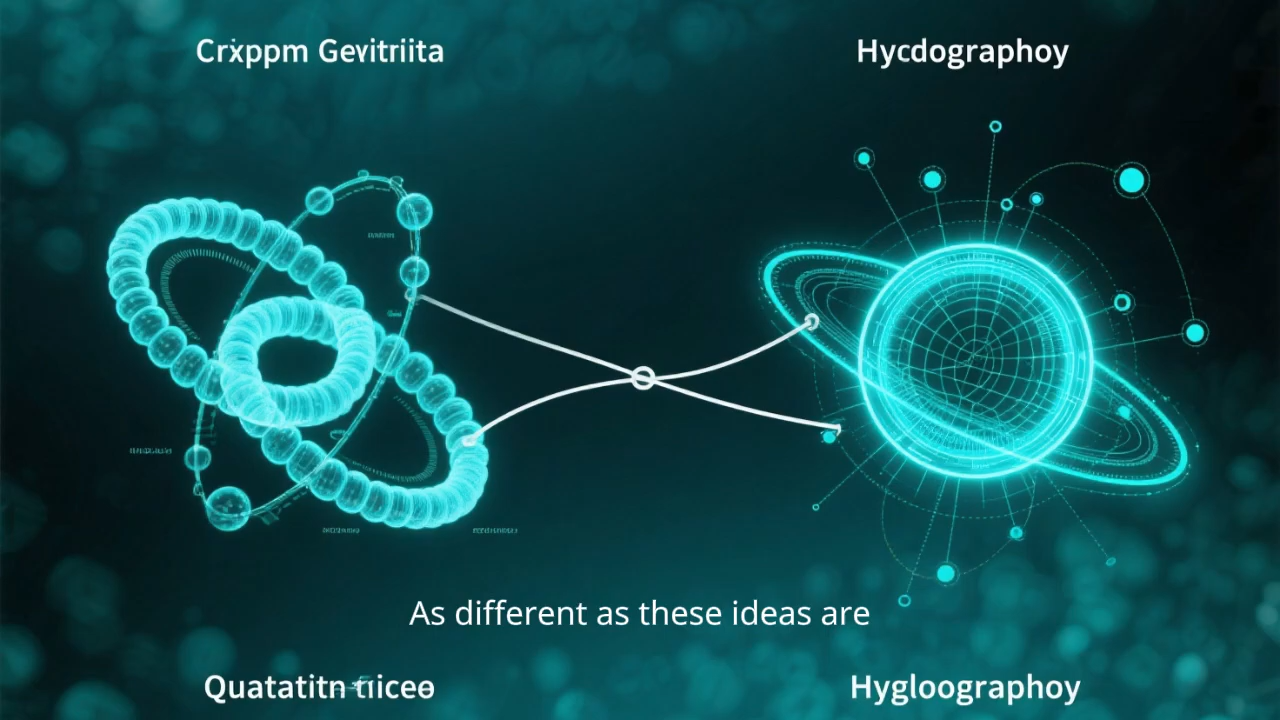 Crxppm Gevitriita
Hycdographoy
As different as these ideas are
Quatatitn tiiceo
Hygloographoy